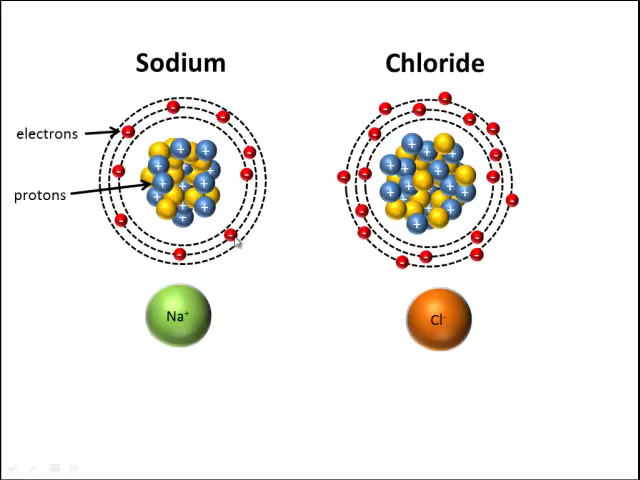 Sodium
Chloride
electrons
protons
Na⁺
Cl⁻